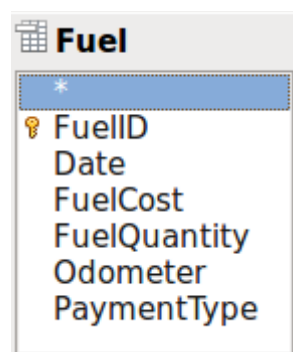 Fuel
*
FuelID
Date
FuelCost
FuelQuantity
Odometer
PaymentType